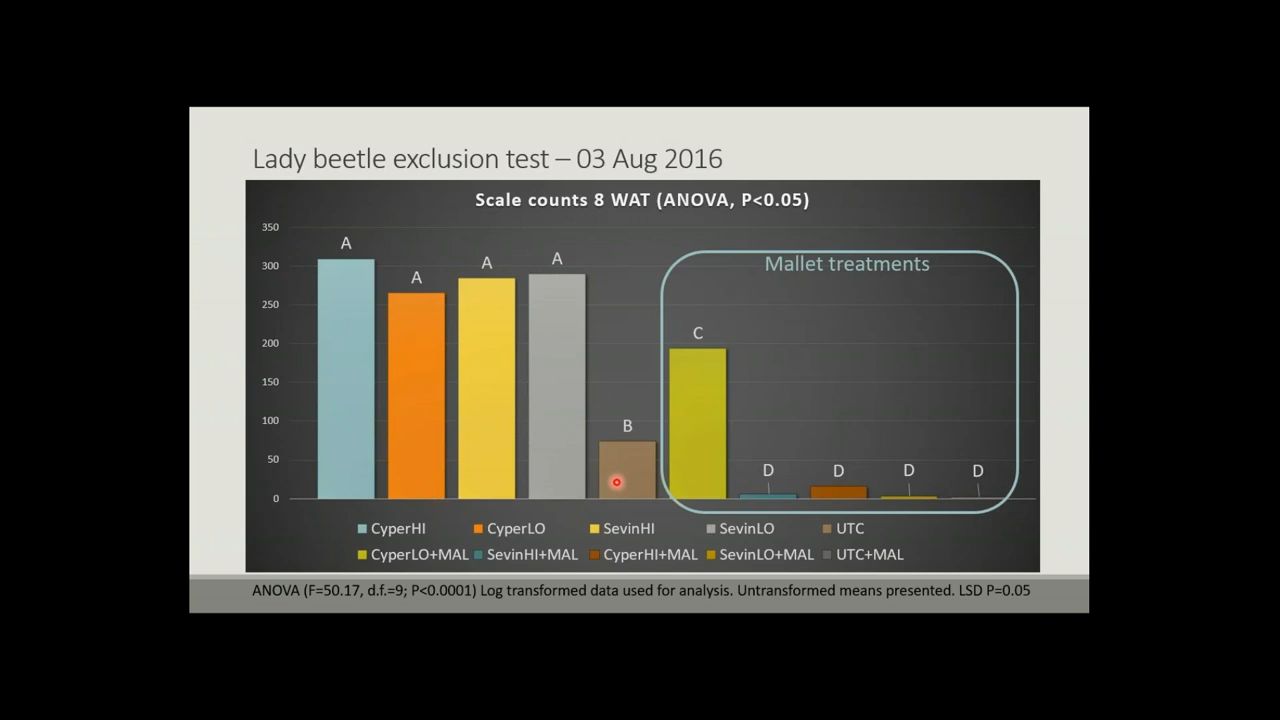 Lady beetle exclusion test – 03 Aug 2016
Scale counts 8 WAT (ANOVA, P<0.05)
350
300
250
200
150
100
50
0
A
A
A
A
B
C
D
D
D
D
Mallet treatments
CyperHI CyperLO SevinHI SevinLO UTC
CyperLO+MAL SevinHI+MAL CyperHI+MAL SevinLO+MAL UTC+MAL
ANOVA (F=50.17, d.f.=9; P<0.0001) Log transformed data used for analysis. Untransformed means presented. LSD P=0.05